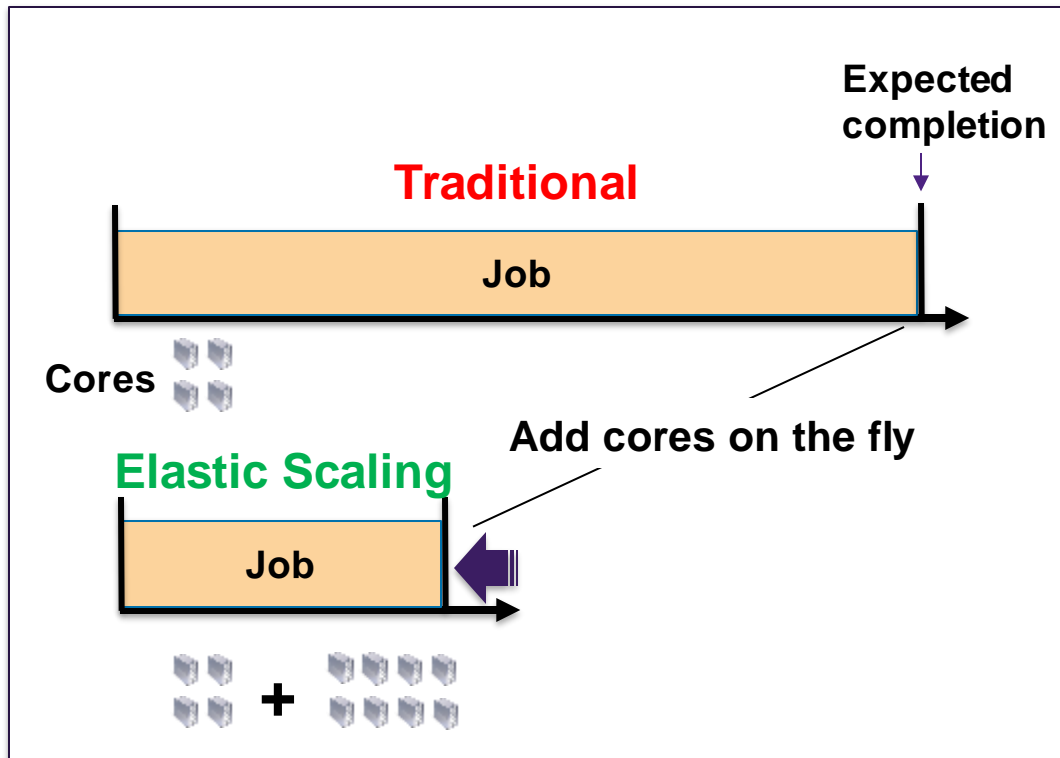 Expected
completion
Traditional
Job
Cores
Add cores on the fly
Elastic Scaling
Job
+